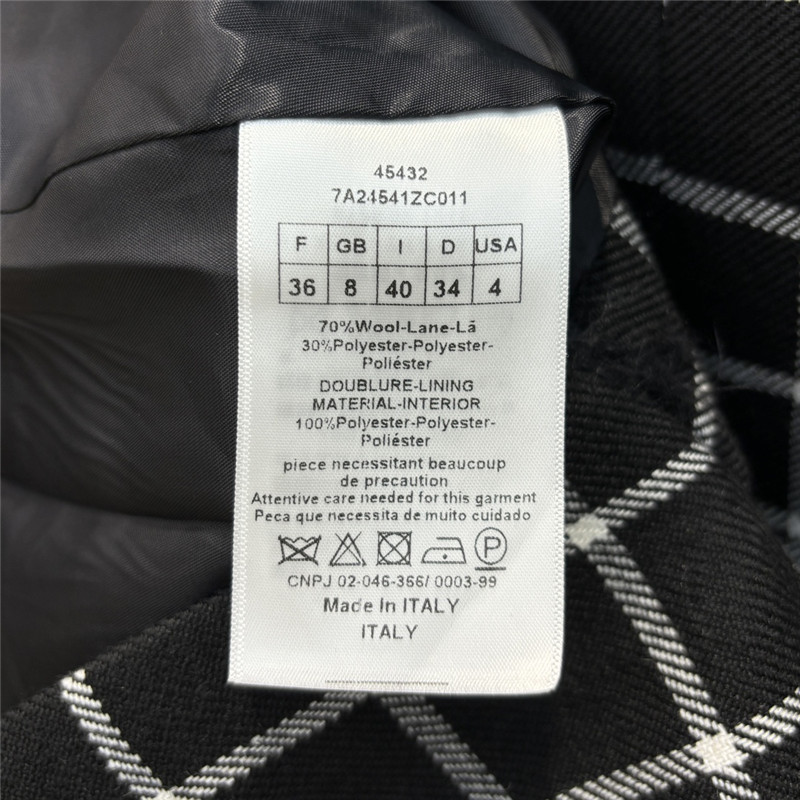 45432
7A24541ZC011
F GB I D USA
36 8 40 34 4
70%Wool-Lane-Lã
30%Polyester-Polyester-
Poliéster
DOUBLURE-LINING
MATERIAL-INTERIOR
100%Polyester-Polyester-
Poliéster
piece necessitant beaucoup
de precaution
Attentive care needed for this garment
Peca que necessita de muito cuidado
P
CNPJ 02-046-366/ 0003-99
Made In ITALY
ITALY